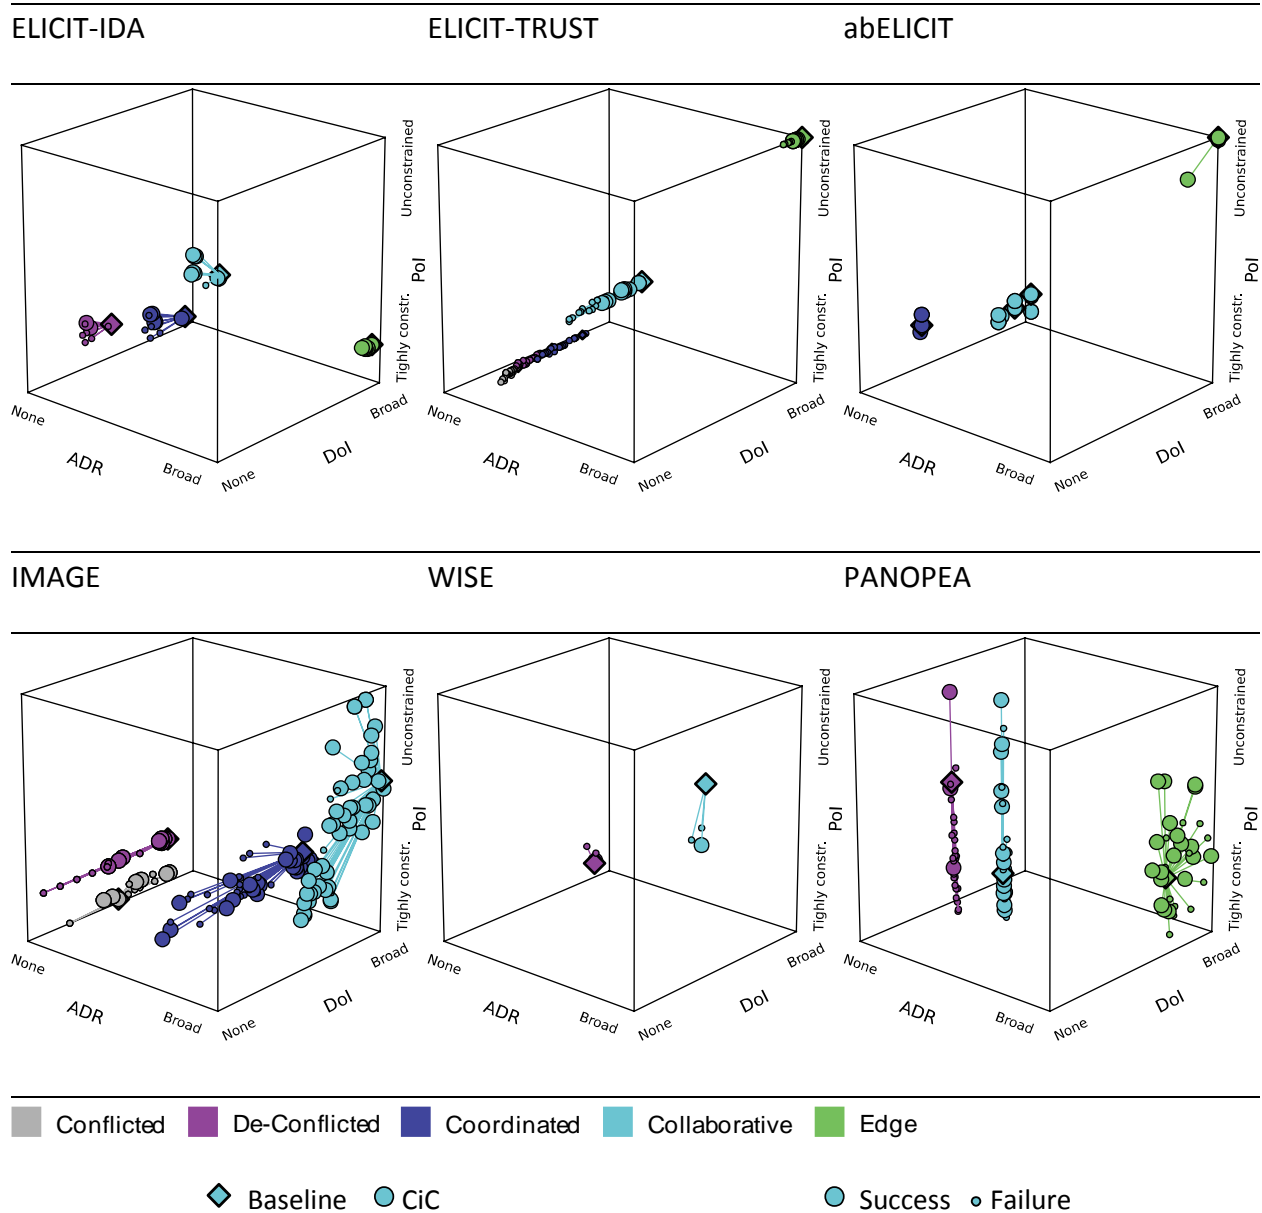 ELICIT-IDA ELICIT-TRUST abELICIT
Unconstrained Unconstrained Unconstrained
PoI PoI PoI
Tighly constr. Tighly constr. Tighly constr.
None Broad None Broad None Broad
ADR DoI ADR DoI ADR DoI
Broad None Broad None Broad None
IMAGE WISE PANOPEA
Unconstrained Unconstrained Unconstrained
PoI PoI PoI
Tighly constr. Tighly constr. Tighly constr.
None Broad None Broad None Broad
ADR DoI ADR DoI ADR DoI
Broad None Broad None Broad None
Conflicted De-Conflicted Coordinated Collaborative Edge
Baseline CiC Success Failure